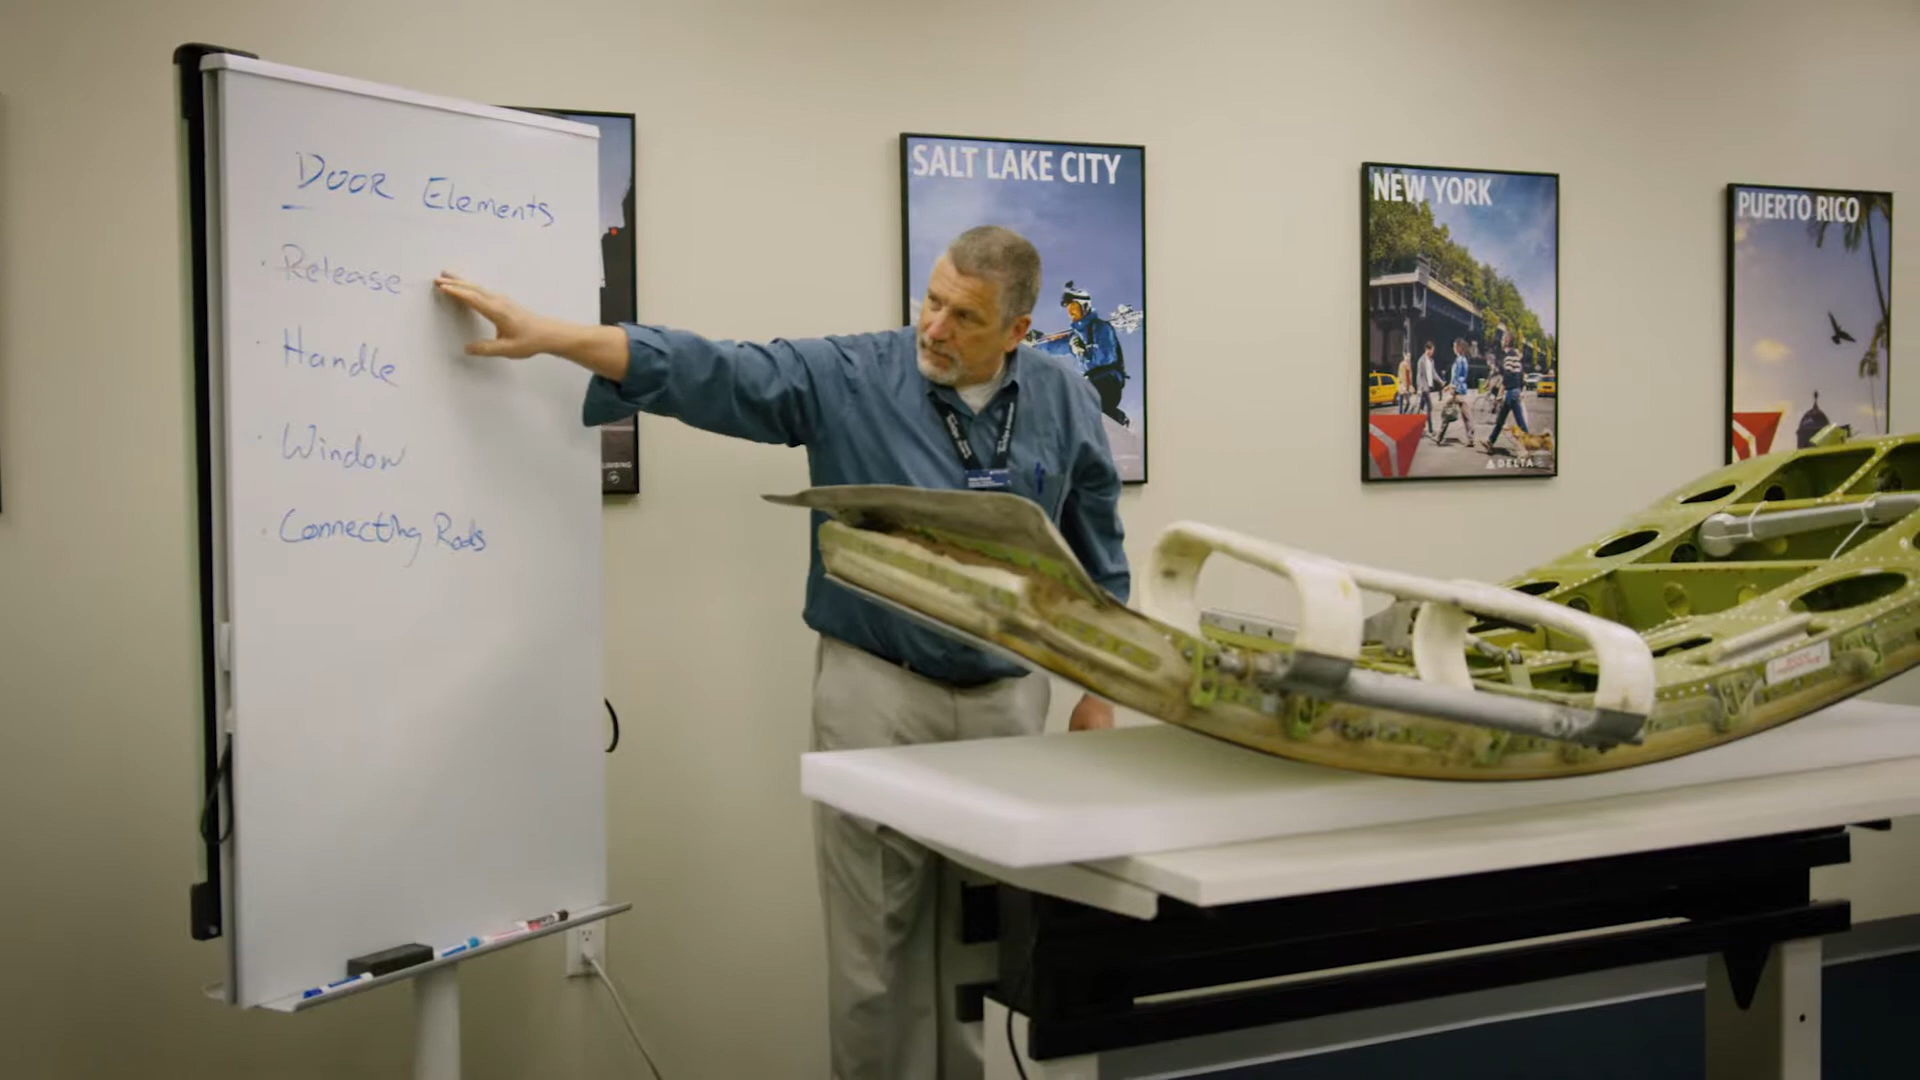 DOOR Elements
· Release
· Handle
· Window
· Connecting Rods
SALT LAKE CITY
NEW YORK
DELTA
PUERTO RICO